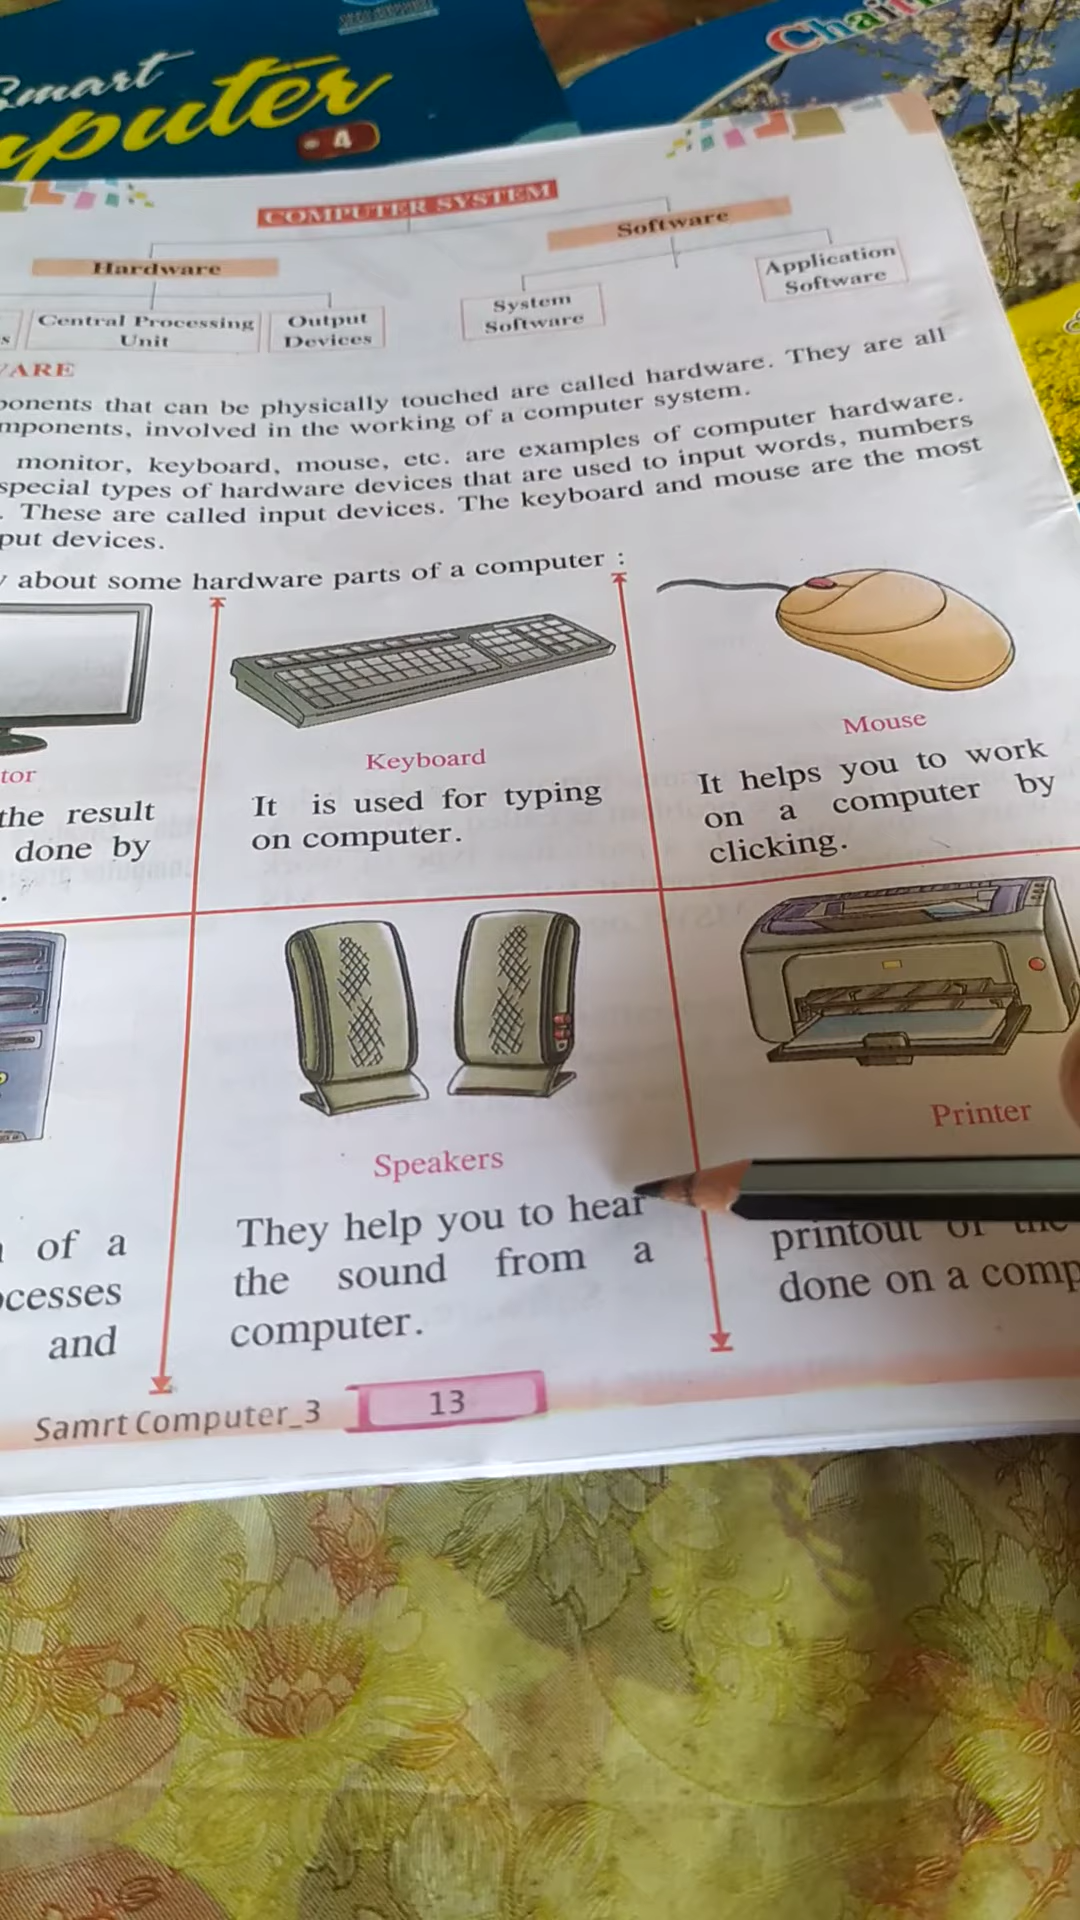 Smart
puter
4
COMPUTER SYSTEM
Hardware
Software
Central Processing
Unit
Output
Devices
System
Software
Application
Software
ARE
ponents that can be physically touched are called hardware. They are all
mponents, involved in the working of a computer system.
monitor, keyboard, mouse, etc. are examples of computer hardware.
special types of hardware devices that are used to input words, numbers
. These are called input devices. The keyboard and mouse are the most
put devices.
y about some hardware parts of a computer :
tor
the result
done by
.
Keyboard
It is used for typing
on computer.
Mouse
It helps you to work
on a computer by
clicking.
of a
ocesses
and
Speakers
They help you to hear
the sound from a
computer.
Printer
printout of the
done on a comp
Samrt Computer_3
13